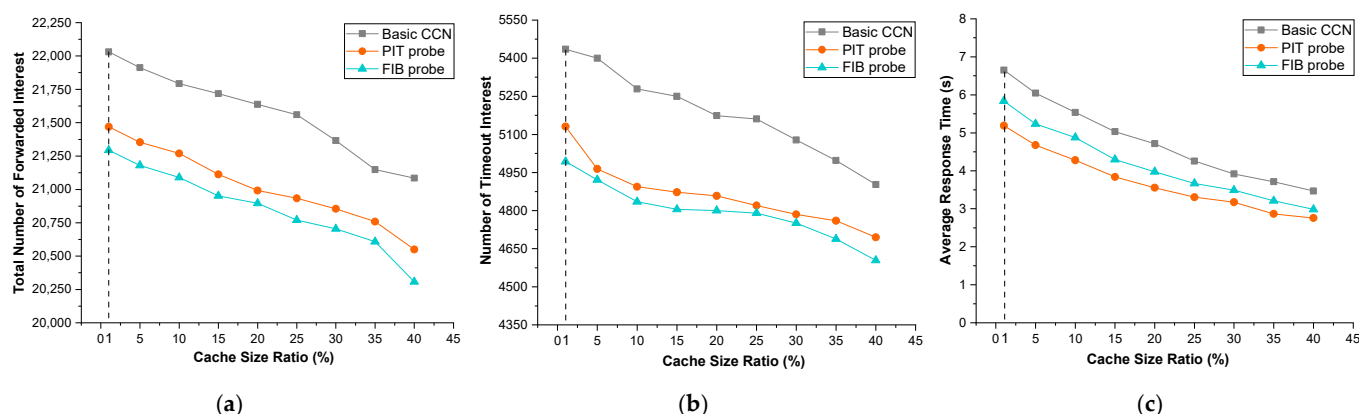 22,250
22,000
21,750
21,500
21,250
21,000
20,750
20,500
20,250
20,000
Total Number of Forwarded Interest
Basic CCN
PIT probe
FIB probe
0 1 5 10 15 20 25 30 35 40 45
Cache Size Ratio (%)
(a)
5550
5400
5250
5100
4950
4800
4650
4500
4350
Number of Timeout Interest
Basic CCN
PIT probe
FIB probe
0 1 5 10 15 20 25 30 35 40 45
Cache Size Ratio (%)
(b)
8
7
6
5
4
3
2
1
0
Average Response Time (s)
Basic CCN
PIT probe
FIB probe
0 1 5 10 15 20 25 30 35 40 45
Cache Size Ratio (%)
(c)